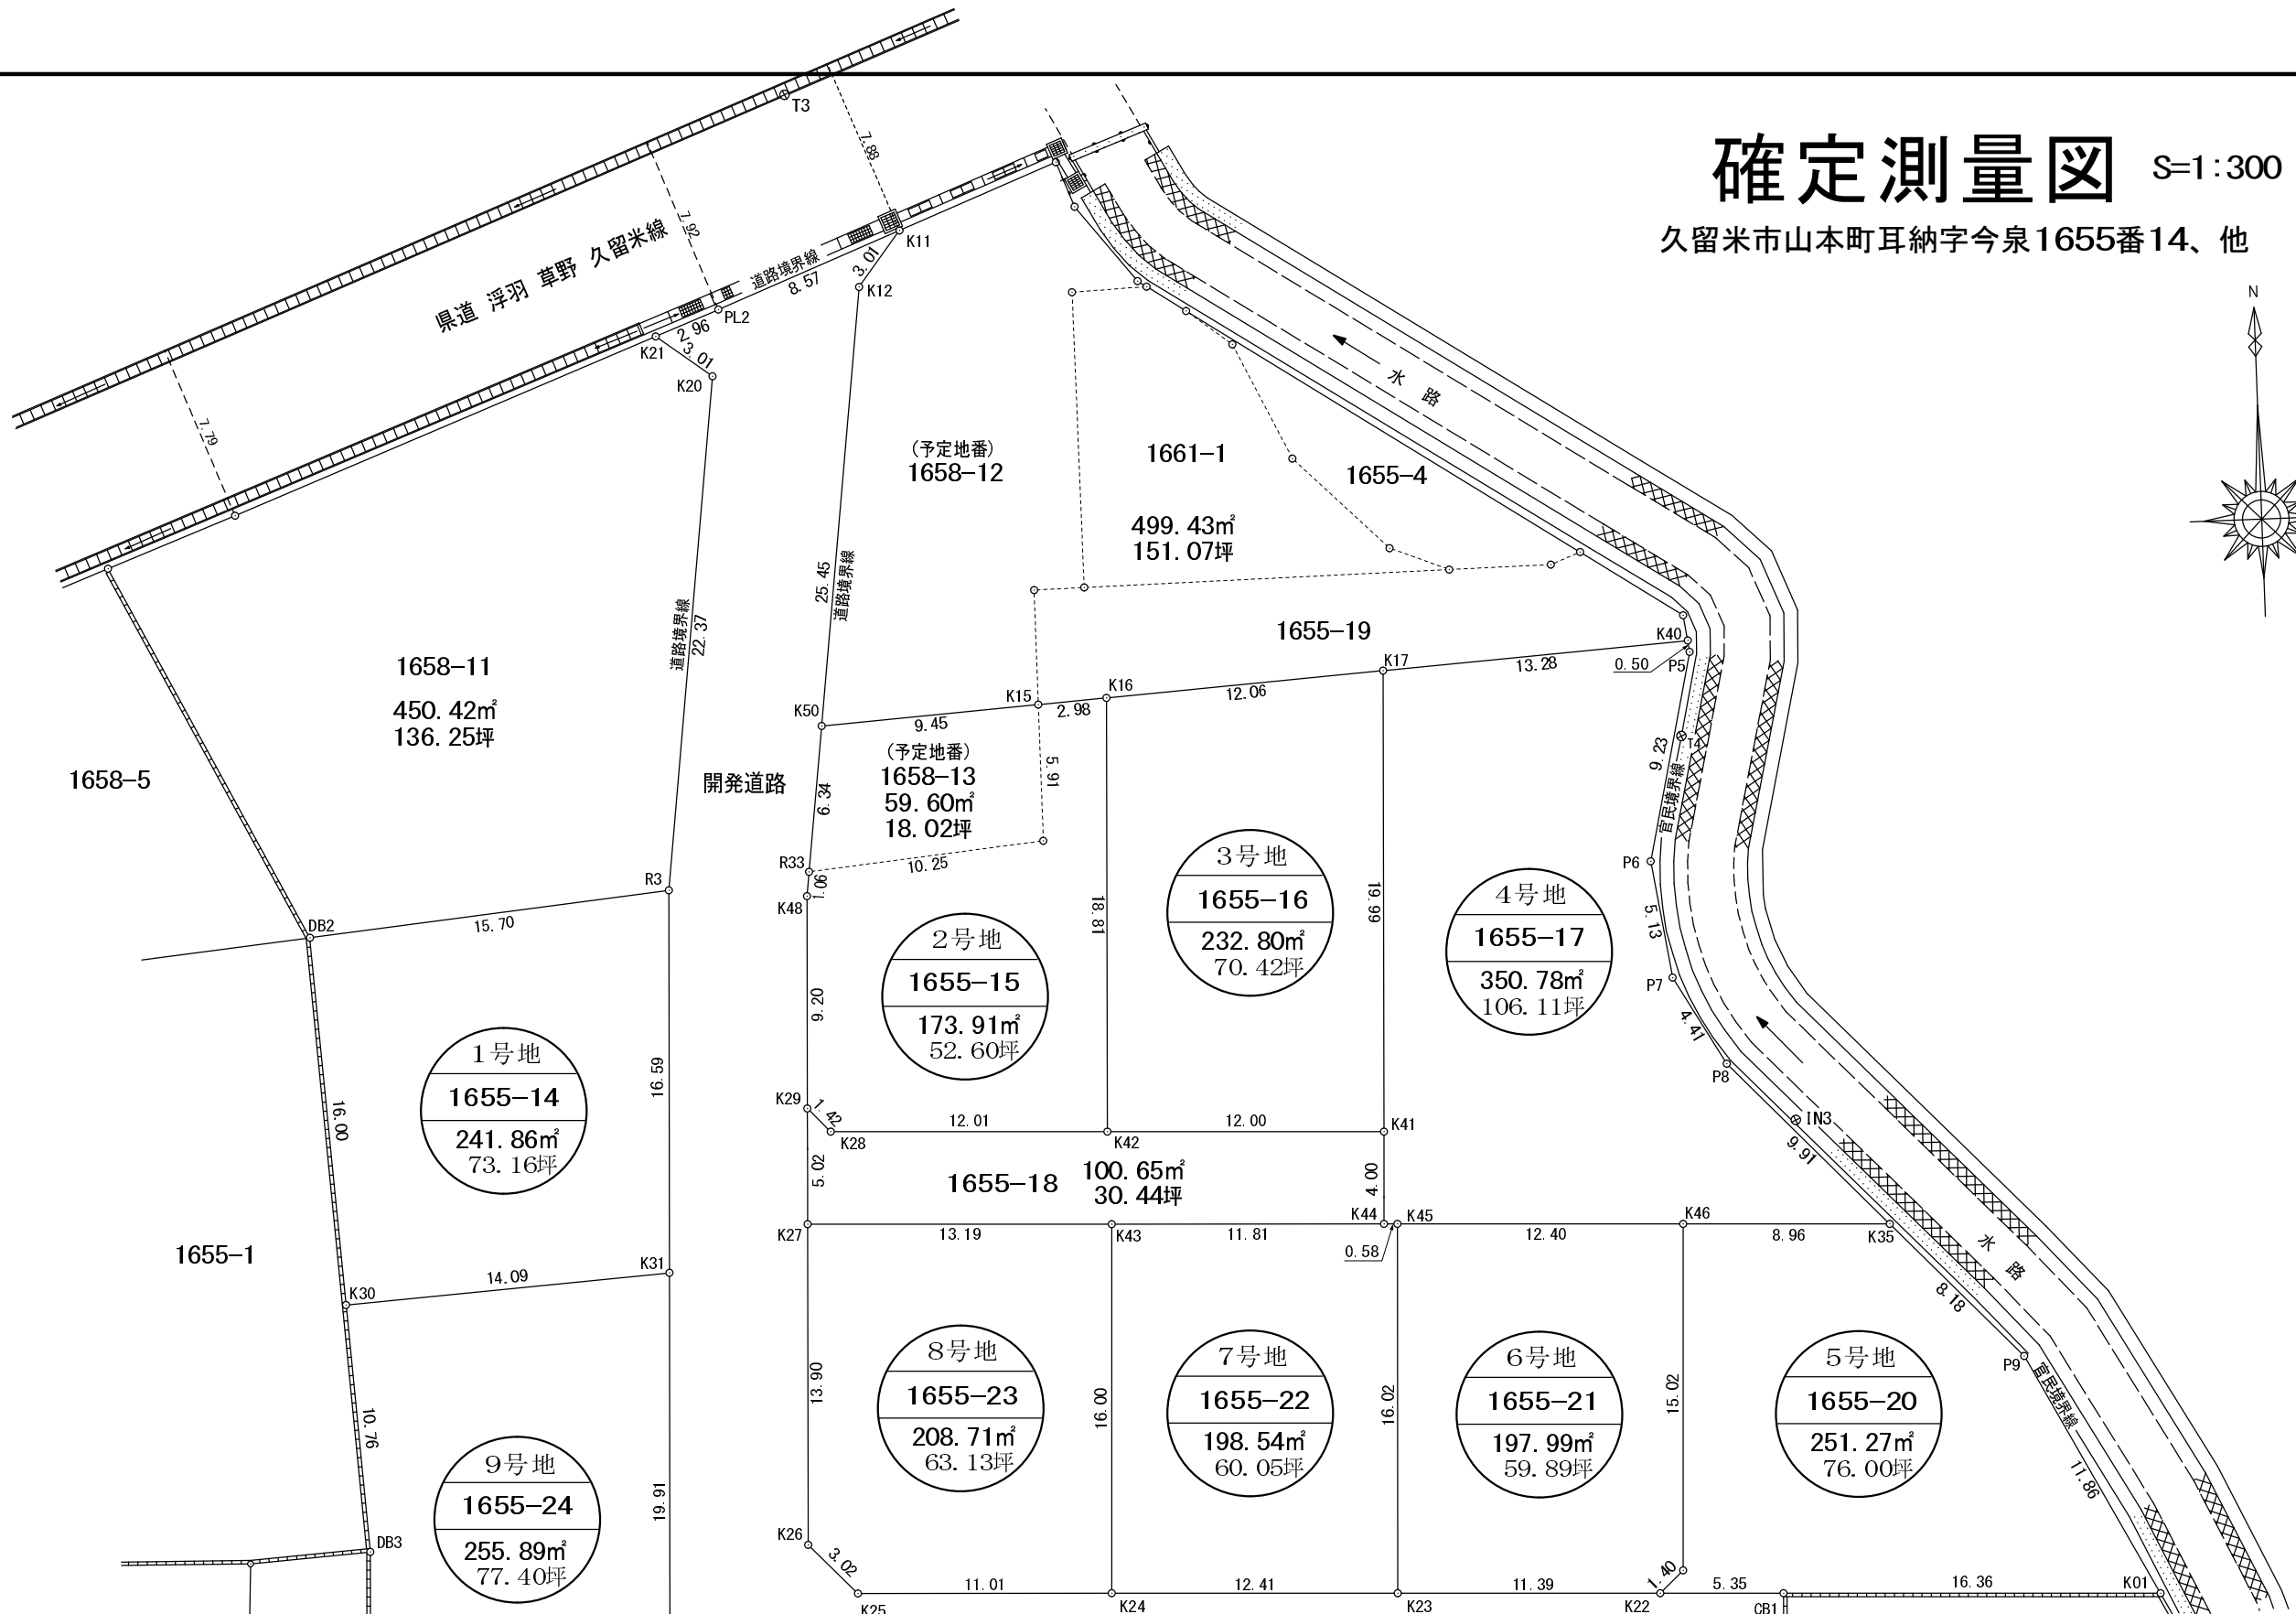 確定測量図 S=1:300
久留米市山本町耳納字今泉1655番14、他
N
T3
7.88
7.92
7.79
県道 浮羽 草野 久留米線
道路境界線
8.57
2.96
3.01
3.01
K11
K12
PL2
K21
K20
水路
(予定地番)
1658-12
1661-1
1655-4
499.43㎡
151.07坪
25.45
道路境界線
道路境界線
22.37
1658-11
450.42㎡
136.25坪
1658-5
1655-19
K40
0.50
P5
K17
13.28
K16
12.06
K15
2.98
K50
9.45
(予定地番)
1658-13
59.60㎡
18.02坪
5.91
6.34
開発道路
T4
9.23
官民境界線
R33
10.25
1.06
K48
R3
P6
5.13
P7
4.41
P8
DB2
15.70
18.81
19.99
3号地
1655-16
232.80㎡
70.42坪
4号地
1655-17
350.78㎡
106.11坪
2号地
1655-15
173.91㎡
52.60坪
9.20
1号地
1655-14
241.86㎡
73.16坪
16.59
16.00
K29
1.42
K28
12.01
K42
12.00
K41
IN3
9.91
5.02
1655-18
100.65㎡
30.44坪
4.00
K27
13.19
K43
11.81
K44
K45
0.58
12.40
K46
8.96
K35
水路
8.18
1655-1
K30
14.09
K31
P9
官民境界線
11.86
8号地
1655-23
208.71㎡
63.13坪
7号地
1655-22
198.54㎡
60.05坪
6号地
1655-21
197.99㎡
59.89坪
5号地
1655-20
251.27㎡
76.00坪
13.90
16.00
16.02
15.02
10.76
9号地
1655-24
255.89㎡
77.40坪
19.91
DB3
K26
3.02
K25
11.01
K24
12.41
K23
11.39
K22
1.40
5.35
CB1
16.36
K01